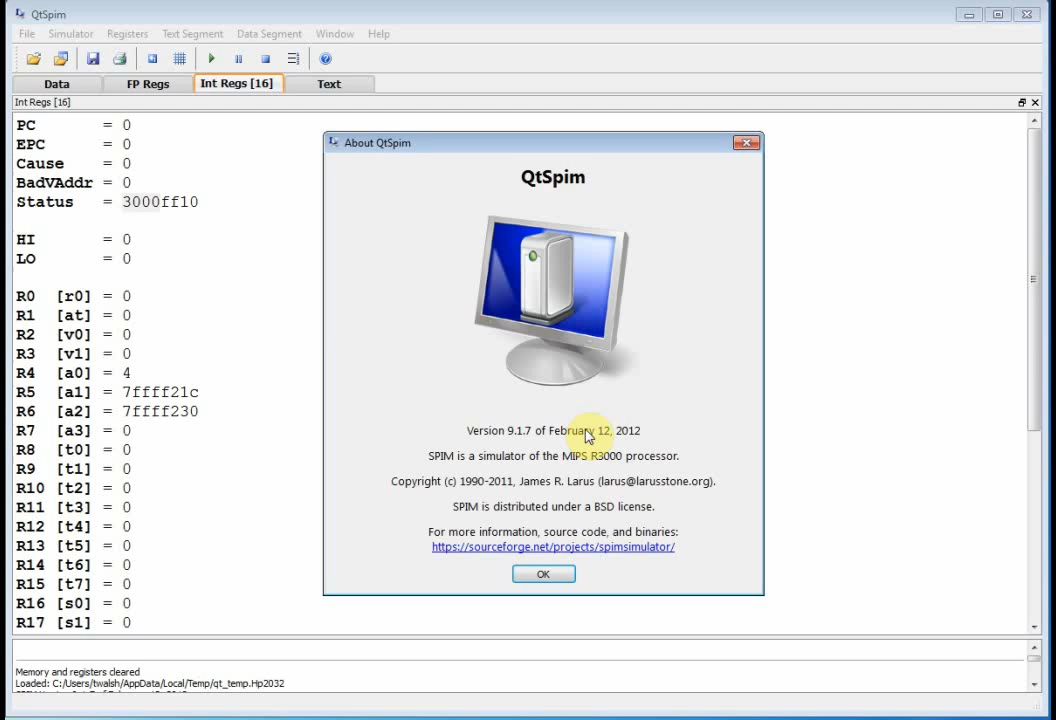 QtSpim
File Simulator Registers Text Segment Data Segment Window Help
Data FP Regs Int Regs [16] Text
Int Regs [16]
PC = 0
EPC = 0
Cause = 0
BadVAddr = 0
Status = 3000ff10
HI = 0
LO = 0
R0 [r0] = 0
R1 [at] = 0
R2 [v0] = 0
R3 [v1] = 0
R4 [a0] = 4
R5 [a1] = 7ffff21c
R6 [a2] = 7ffff230
R7 [a3] = 0
R8 [t0] = 0
R9 [t1] = 0
R10 [t2] = 0
R11 [t3] = 0
R12 [t4] = 0
R13 [t5] = 0
R14 [t6] = 0
R15 [t7] = 0
R16 [s0] = 0
R17 [s1] = 0
About QtSpim
QtSpim
Version 9.1.7 of February 12, 2012
SPIM is a simulator of the MIPS R3000 processor.
Copyright (c) 1990-2011, James R. Larus (larus@larusstone.org).
SPIM is distributed under a BSD license.
For more information, source code, and binaries:
https://sourceforge.net/projects/spimsimulator/
OK
Memory and registers cleared
Loaded: C:/Users/twalsh/AppData/Local/Temp/qt_temp.Hp2032